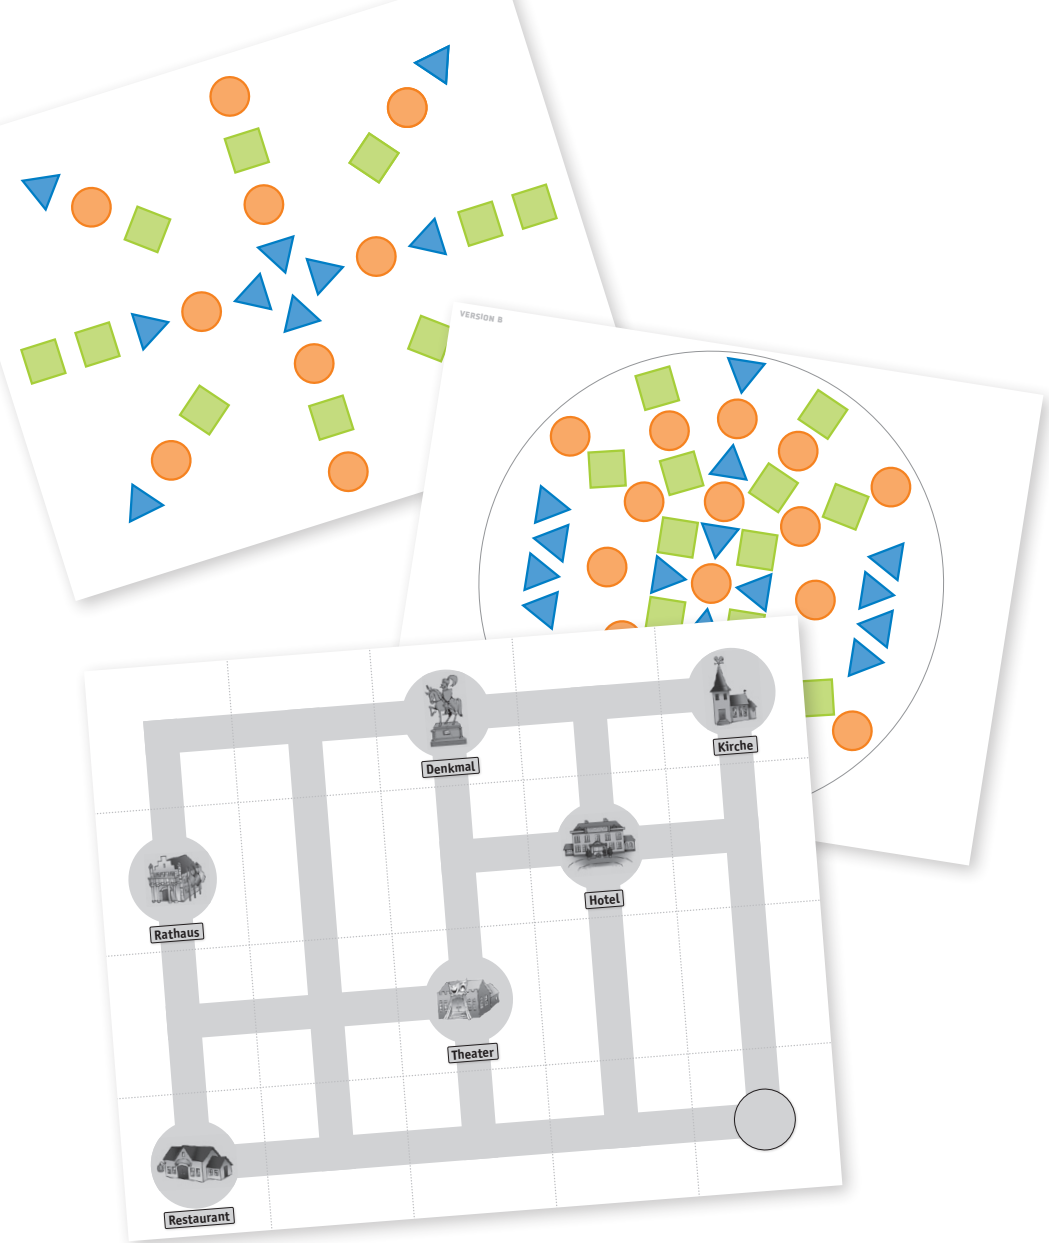 VERSION B
Denkmal
Kirche
Rathaus
Hotel
Theater
Restaurant